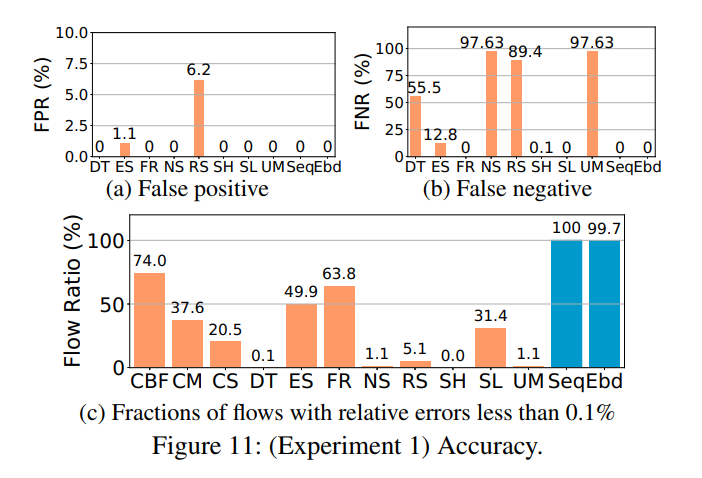 FPR (%)
10.0
7.5
5.0
2.5
0.0
0 1.1 0 0 6.2 0 0 0 0 0
DT ES FR NS RS SH SL UM Seq Ebd
(a) False positive
FNR (%)
100
75
50
25
0
55.5 12.8 0 97.63 89.4 0.1 0 97.63 0 0
DT ES FR NS RS SH SL UM Seq Ebd
(b) False negative
Flow Ratio (%)
100
50
0
74.0 37.6 20.5 0.1 49.9 63.8 1.1 5.1 0.0 31.4 1.1 100 99.7
CBF CM CS DT ES FR NS RS SH SL UM Seq Ebd
(c) Fractions of flows with relative errors less than 0.1%
Figure 11: (Experiment 1) Accuracy.